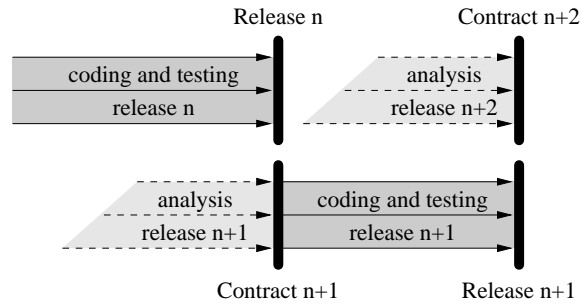 Release n
Contract n+2
coding and testing
release n
analysis
release n+2
analysis
release n+1
coding and testing
release n+1
Contract n+1
Release n+1